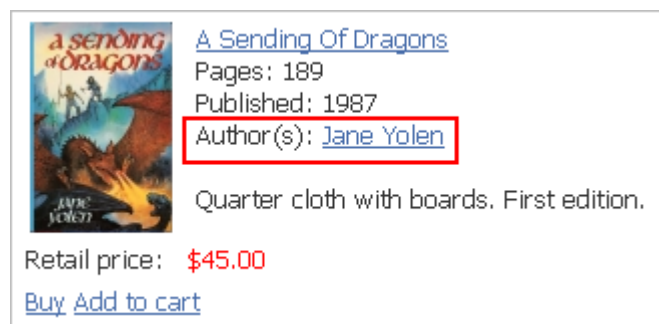 a sending
of dragons
jane
yolen
A Sending Of Dragons
Pages: 189
Published: 1987
Author(s): Jane Yolen
Quarter cloth with boards. First edition.
Retail price: $45.00
Buy Add to cart